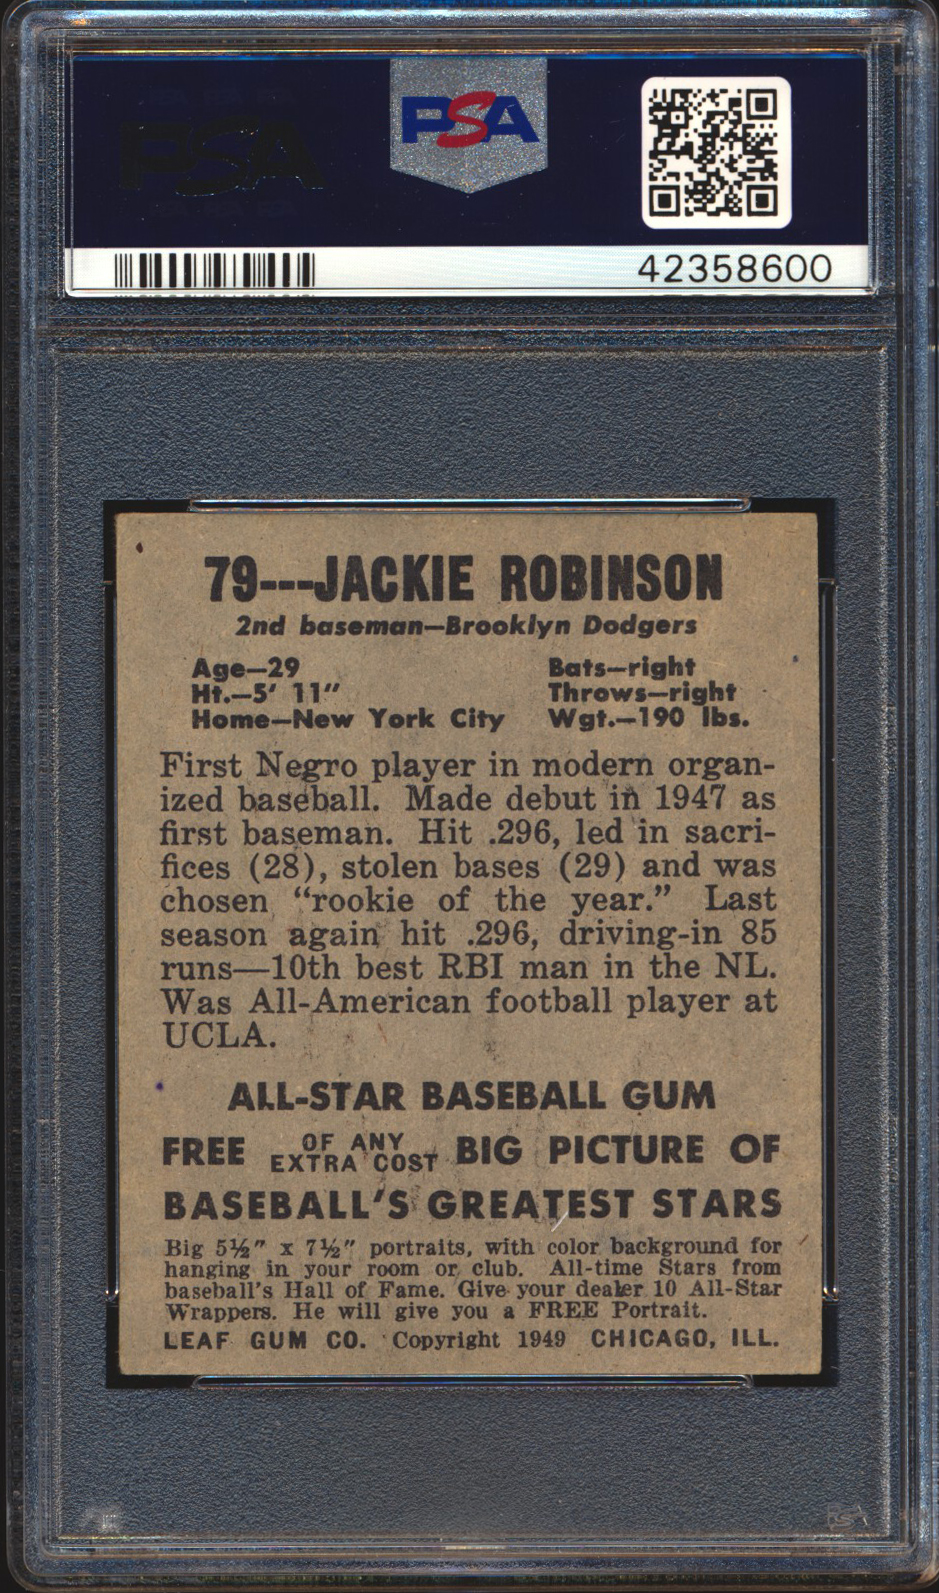 PSA
PSA
42358600
79---JACKIE ROBINSON
2nd baseman—Brooklyn Dodgers
Age—29 Bats—right
Ht.—5' 11" Throws—right
Home—New York City Wgt.—190 lbs.
First Negro player in modern organ-
ized baseball. Made debut in 1947 as
first baseman. Hit .296, led in sacri-
fices (28), stolen bases (29) and was
chosen "rookie of the year." Last
season again hit .296, driving-in 85
runs—10th best RBI man in the NL.
Was All-American football player at
UCLA.
ALL-STAR BASEBALL GUM
FREE OF ANY EXTRA COST BIG PICTURE OF
BASEBALL'S GREATEST STARS
Big 5½" x 7½" portraits, with color background for
hanging in your room or club. All-time Stars from
baseball's Hall of Fame. Give your dealer 10 All-Star
Wrappers. He will give you a FREE Portrait.
LEAF GUM CO. Copyright 1949 CHICAGO, ILL.
PSA